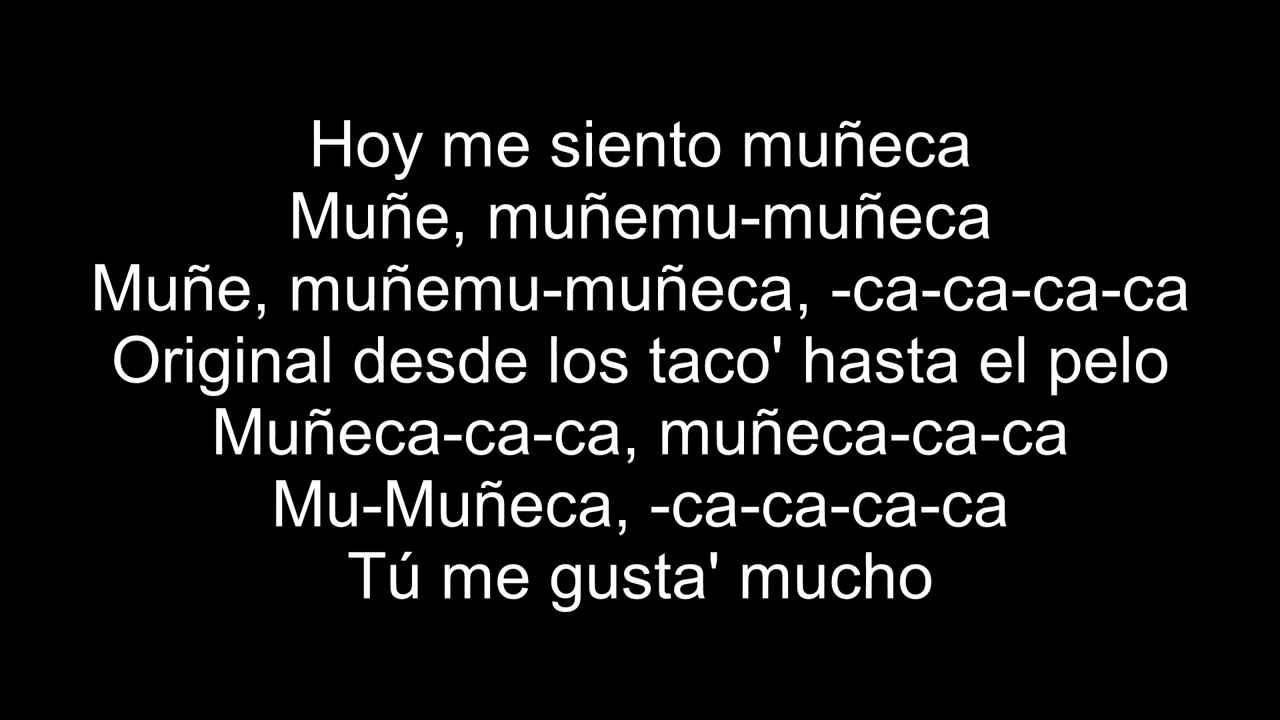 Hoy me siento muñeca
Muñe, muñemu-muñeca
Muñe, muñemu-muñeca, -ca-ca-ca-ca
Original desde los taco' hasta el pelo
Muñeca-ca-ca, muñeca-ca-ca
Mu-Muñeca, -ca-ca-ca-ca
Tú me gusta' mucho